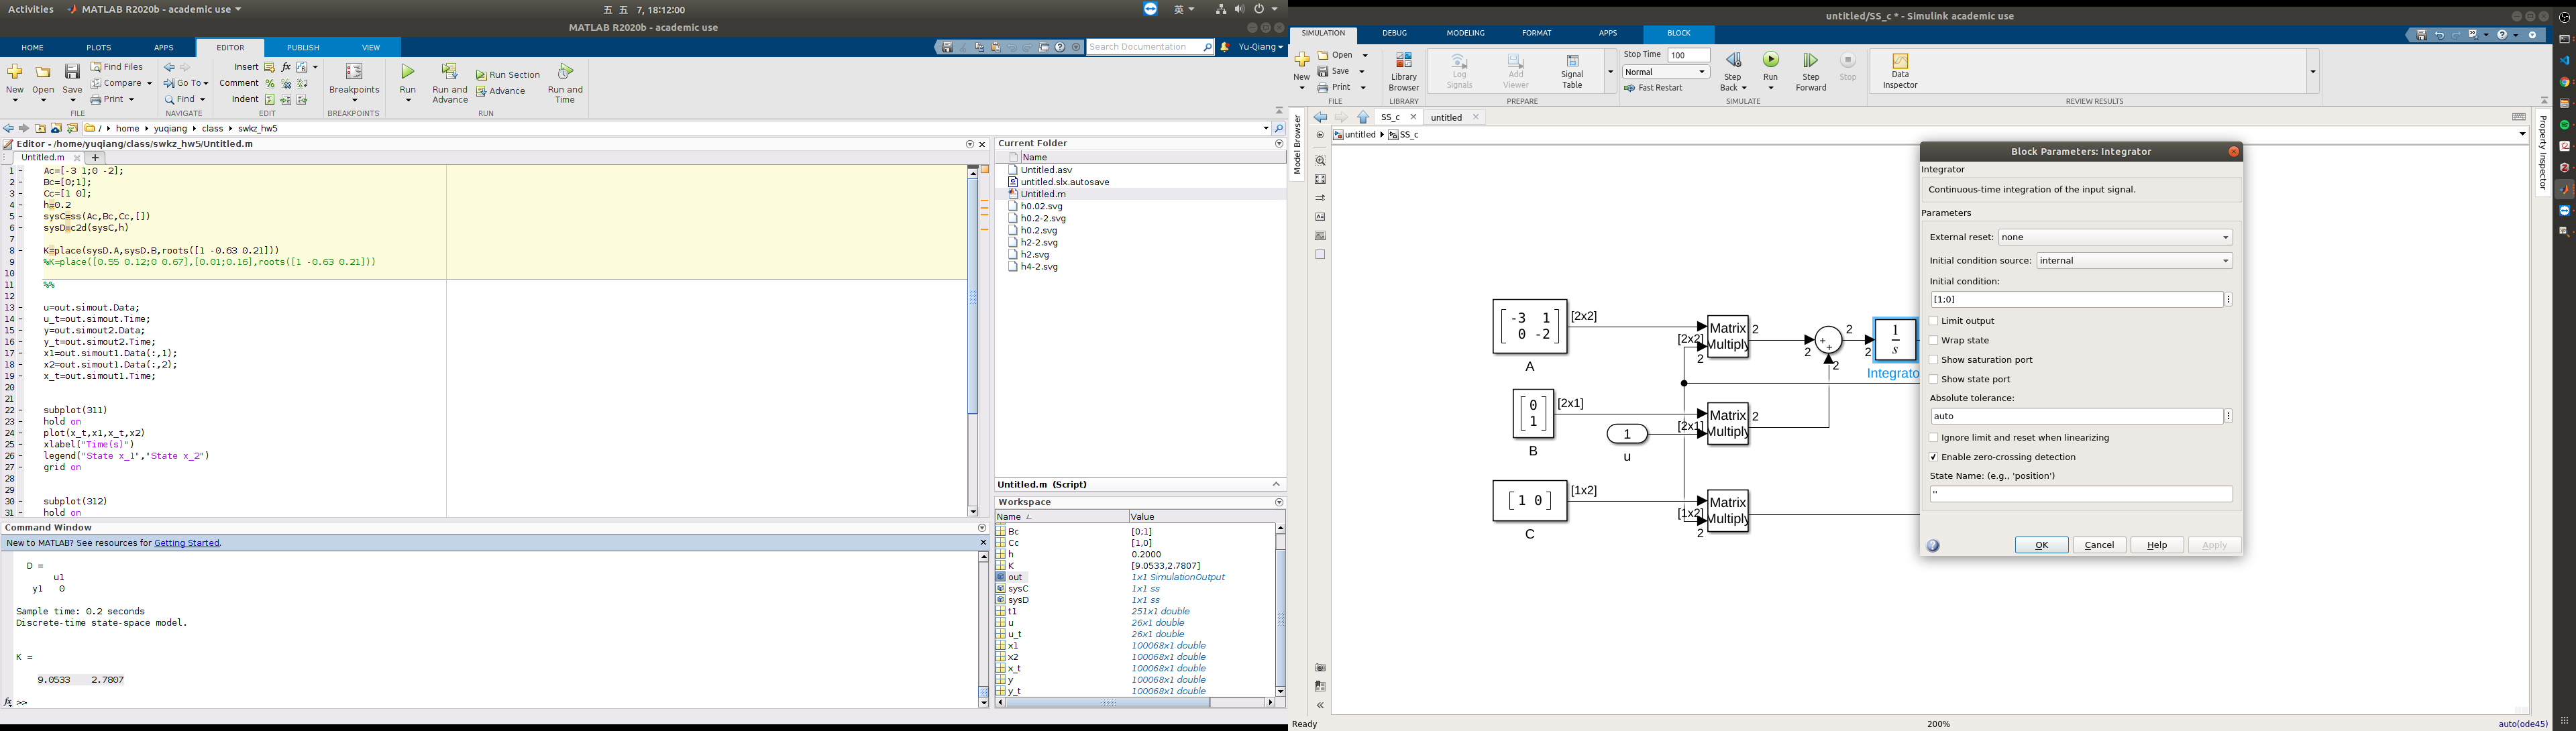 Activities MATLAB R2020b - academic use 五 五 7, 18:12:00 英
MATLAB R2020b - academic use
HOME PLOTS APPS EDITOR PUBLISH VIEW Search Documentation Yu-Qiang
New Open Save Find Files Compare Print Go To Find Insert fx Comment Indent Breakpoints Run Run and Advance Run Section Advance Run and Time
FILE NAVIGATE EDIT BREAKPOINTS RUN
/ home yuqiang class swkz_hw5
Editor - /home/yuqiang/class/swkz_hw5/Untitled.m
Untitled.m +
1 - Ac=[-3 1;0 -2];
2 - Bc=[0;1];
3 - Cc=[1 0];
4 - h=0.2
5 - sysC=ss(Ac,Bc,Cc,[])
6 - sysD=c2d(sysC,h)
7
8 - K=place(sysD.A,sysD.B,roots([1 -0.63 0.21]))
9 - %K=place([0.55 0.12;0 0.67],[0.01;0.16],roots([1 -0.63 0.21]))
10
11 - %%
12
13 - u=out.simout.Data;
14 - u_t=out.simout.Time;
15 - y=out.simout2.Data;
16 - y_t=out.simout2.Time;
17 - x1=out.simout1.Data(:,1);
18 - x2=out.simout1.Data(:,2);
19 - x_t=out.simout1.Time;
20
21
22 - subplot(311)
23 - hold on
24 - plot(x_t,x1,x_t,x2)
25 - xlabel("Time(s)")
26 - legend("State x_1","State x_2")
27 - grid on
28
29
30 - subplot(312)
31 - hold on
Command Window
New to MATLAB? See resources for Getting Started.
D =
u1
y1 0
Sample time: 0.2 seconds
Discrete-time state-space model.
K =
9.0533 2.7807
fx >>
Current Folder
Name
Untitled.asv
untitled.slx.autosave
Untitled.m
h0.02.svg
h0.2-2.svg
h0.2.svg
h2-2.svg
h2.svg
h4-2.svg
Untitled.m (Script)
Workspace
Name Value
Bc [0;1]
Cc [1,0]
h 0.2000
K [9.0533,2.7807]
out 1x1 SimulationOutput
sysC 1x1 ss
sysD 1x1 ss
t1 251x1 double
u 26x1 double
u_t 26x1 double
x1 100068x1 double
x2 100068x1 double
x_t 100068x1 double
y 100068x1 double
y_t 100068x1 double
untitled/SS_c * - Simulink academic use
SIMULATION DEBUG MODELING FORMAT APPS BLOCK
New Open Save Print Library Browser Log Signals Add Viewer Signal Table Stop Time 100 Normal Fast Restart Step Back Run Step Forward Stop Data Inspector
FILE LIBRARY PREPARE SIMULATE REVIEW RESULTS
Model Browser
SS_c untitled
untitled SS_c
Property Inspector
-3 1
0 -2
A
[2x2]
[2x2]
2
Matrix
Multiply
2
2
+
+
2
2
2
1
s
Integrato
0
1
B
[2x1]
1
u
[2x1]
Matrix
Multiply
2
1 0
C
[1x2]
[1x2]
2
Matrix
Multiply
Block Parameters: Integrator
Integrator
Continuous-time integration of the input signal.
Parameters
External reset: none
Initial condition source: internal
Initial condition:
[1;0]
Limit output
Wrap state
Show saturation port
Show state port
Absolute tolerance:
auto
Ignore limit and reset when linearizing
Enable zero-crossing detection
State Name: (e.g., 'position')
''
OK Cancel Help Apply
Ready 200% auto(ode45)